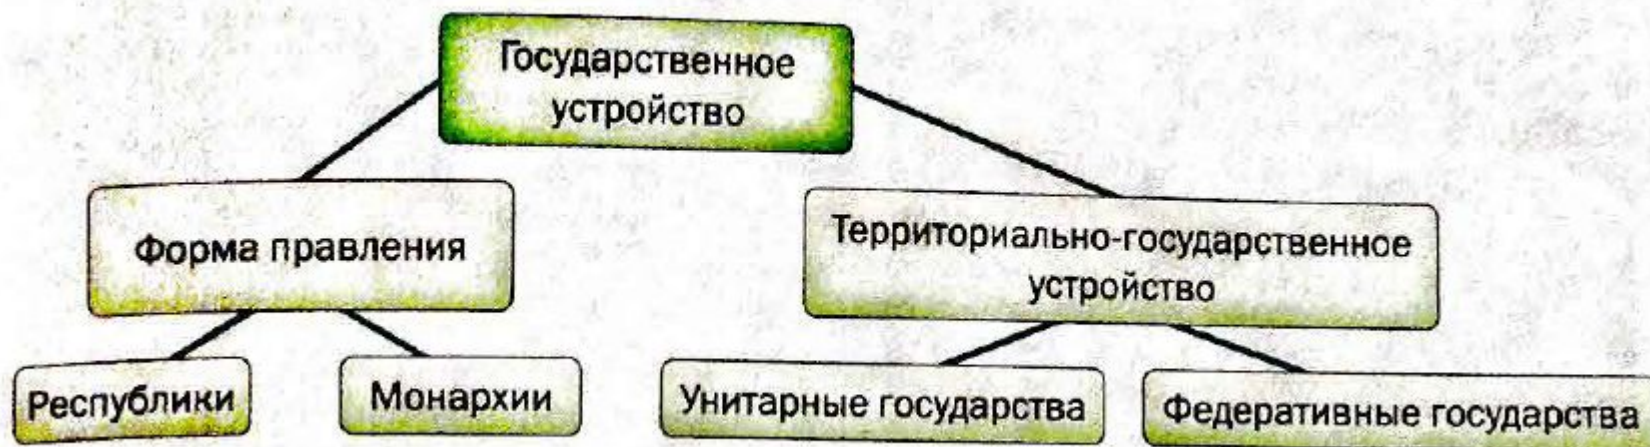 Государственное
устройство
Форма правления
Территориально-государственное
устройство
Республики
Монархии
Унитарные государства
Федеративные государства